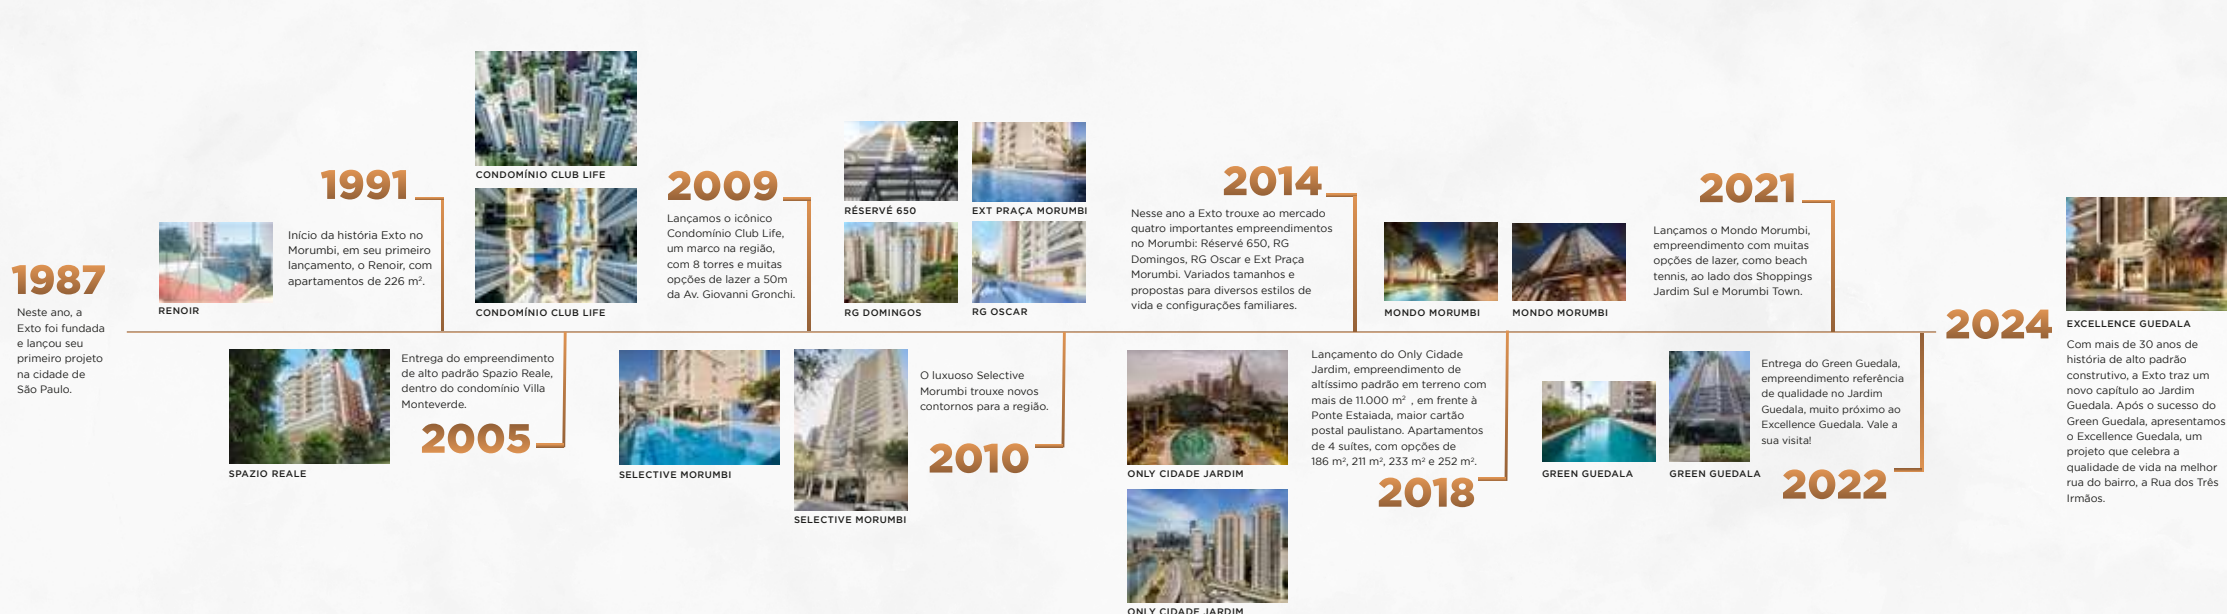 1987
Neste ano, a
Exto foi fundada
e lançou seu
primeiro projeto
na cidade de
São Paulo.
RENOIR
1991
Início da história Exto no
Morumbi, em seu primeiro
lançamento, o Renoir, com
apartamentos de 226 m².
SPAZIO REALE
Entrega do empreendimento
de alto padrão Spazio Reale,
dentro do condomínio Villa
Monteverde.
2005
CONDOMÍNIO CLUB LIFE
CONDOMÍNIO CLUB LIFE
2009
Lançamos o icônico
Condomínio Club Life,
um marco na região,
com 8 torres e muitas
opções de lazer a 50m
da Av. Giovanni Gronchi.
SELECTIVE MORUMBI
SELECTIVE MORUMBI
O luxuoso Selective
Morumbi trouxe novos
contornos para a região.
2010
RÉSERVÉ 650
EXT PRAÇA MORUMBI
RG DOMINGOS
RG OSCAR
2014
Nesse ano a Exto trouxe ao mercado
quatro importantes empreendimentos
no Morumbi: Réservé 650, RG
Domingos, RG Oscar e Ext Praça
Morumbi. Variados tamanhos e
propostas para diversos estilos de
vida e configurações familiares.
ONLY CIDADE JARDIM
ONLY CIDADE JARDIM
Lançamento do Only Cidade
Jardim, empreendimento de
altíssimo padrão em terreno com
mais de 11.000 m² , em frente à
Ponte Estaiada, maior cartão
postal paulistano. Apartamentos
de 4 suítes, com opções de
186 m², 211 m², 233 m² e 252 m².
2018
MONDO MORUMBI
MONDO MORUMBI
2021
Lançamos o Mondo Morumbi,
empreendimento com muitas
opções de lazer, como beach
tennis, ao lado dos Shoppings
Jardim Sul e Morumbi Town.
GREEN GUEDALA
GREEN GUEDALA
Entrega do Green Guedala,
empreendimento referência
de qualidade no Jardim
Guedala, muito próximo ao
Excellence Guedala. Vale a
sua visita!
2022
2024
EXCELLENCE GUEDALA
Com mais de 30 anos de
história de alto padrão
construtivo, a Exto traz um
novo capítulo ao Jardim
Guedala. Após o sucesso do
Green Guedala, apresentamos
o Excellence Guedala, um
projeto que celebra a
qualidade de vida na melhor
rua do bairro, a Rua dos Três
Irmãos.